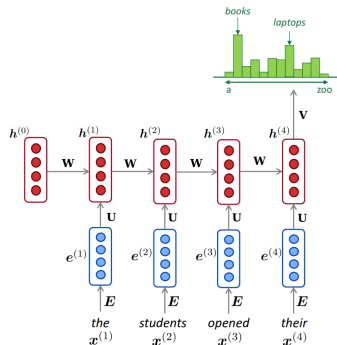 books
laptops
a zoo
V
h^(0) h^(1) h^(2) h^(3) h^(4)
W W W W
U U U U
e^(1) e^(2) e^(3) e^(4)
E E E E
the students opened their
x^(1) x^(2) x^(3) x^(4)